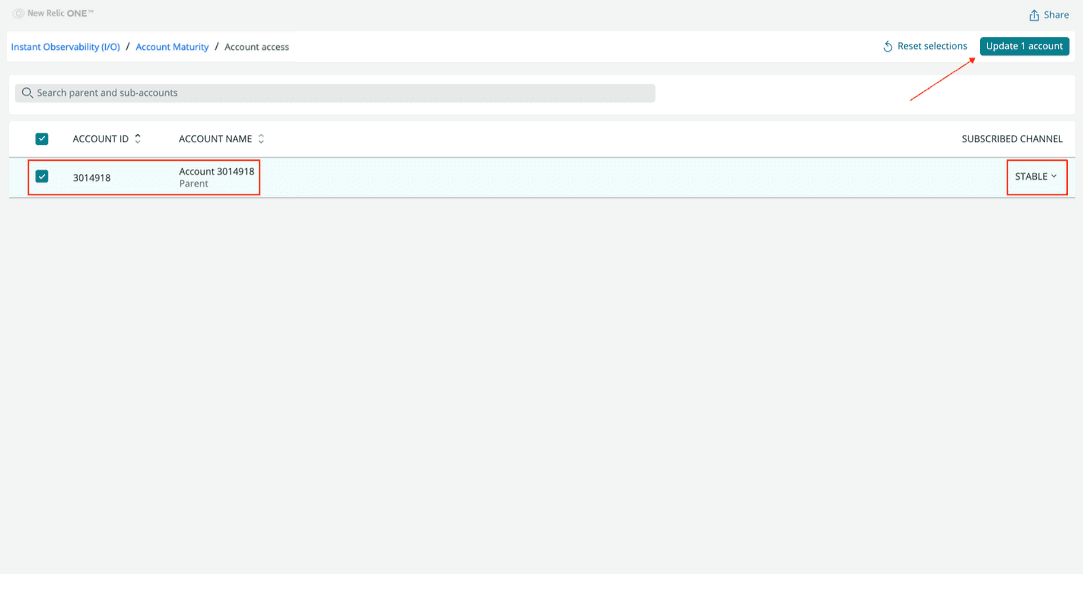 New Relic ONE™
Share
Instant Observability (I/O) / Account Maturity / Account access
Reset selections
Update 1 account
Search parent and sub-accounts
ACCOUNT ID
ACCOUNT NAME
SUBSCRIBED CHANNEL
3014918
Account 3014918
Parent
STABLE